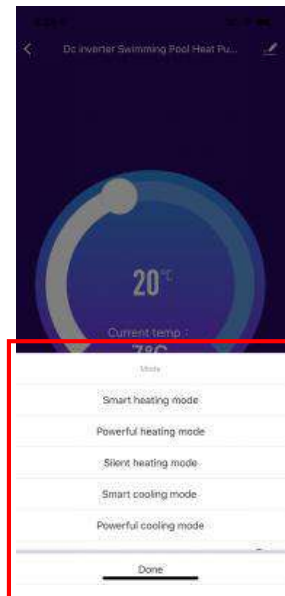 Dc inverter Swimming Pool Heat Pu...
20°C
Current temp :
7°C
Mode
Smart heating mode
Powerful heating mode
Silent heating mode
Smart cooling mode
Powerful cooling mode
Done